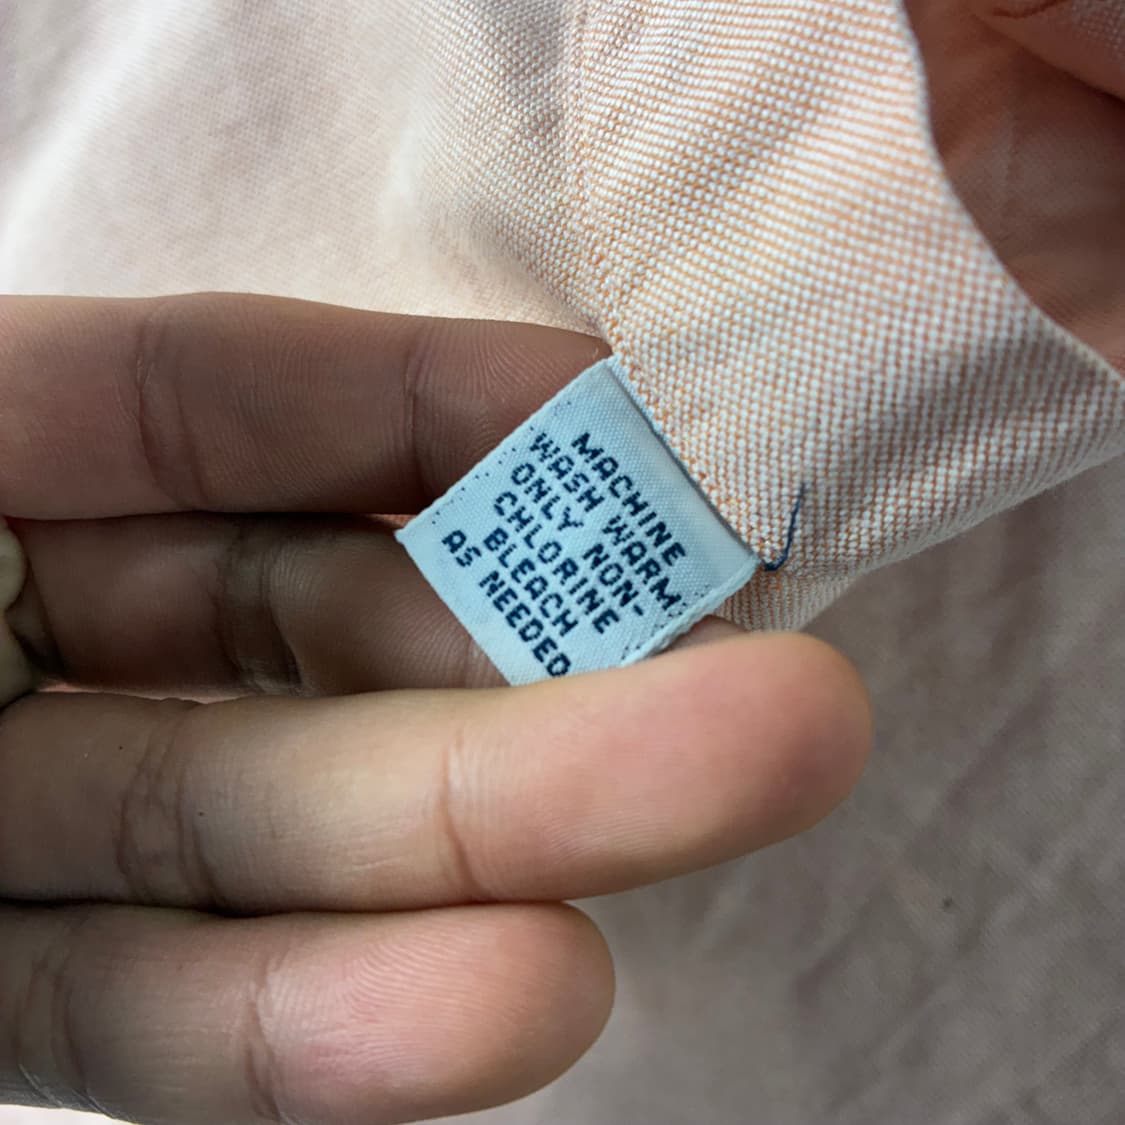 MACHINE
WASH WARM
ONLY NON-
CHLORINE
BLEACH
AS NEEDED